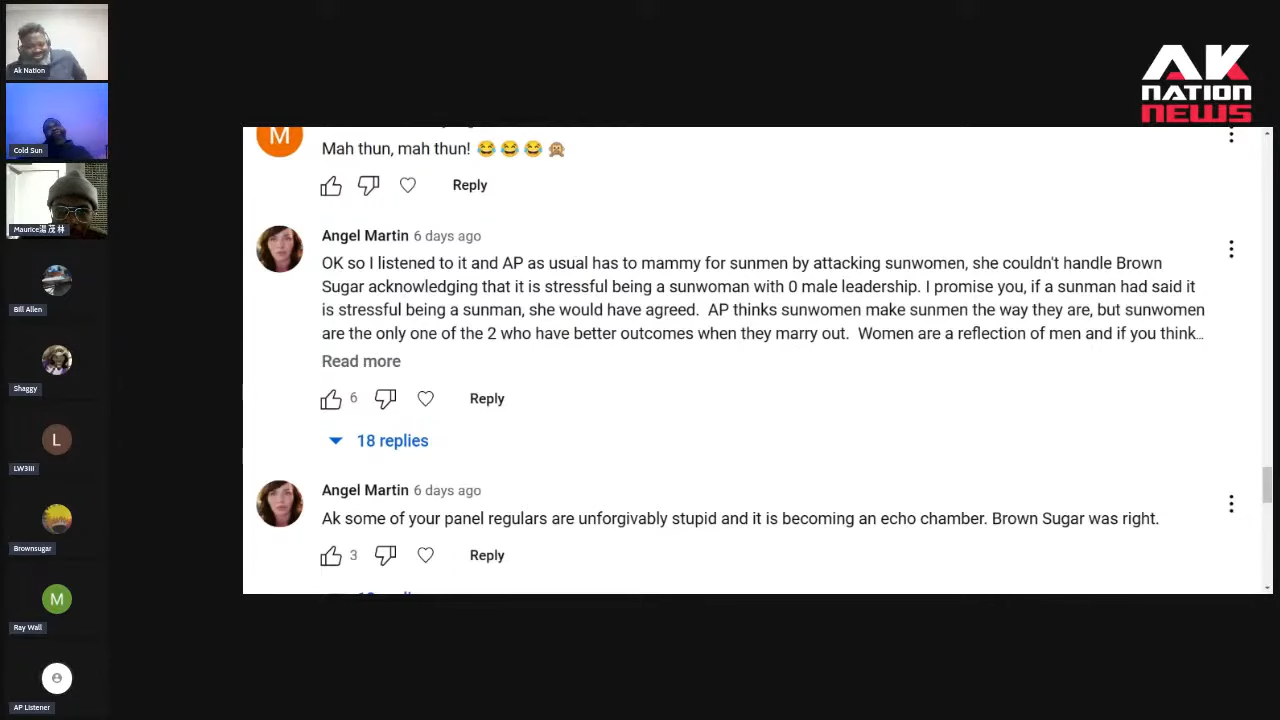 Ak Nation
Cold Sun
Maurice湯茂林
Bill Allen
Shaggy
L
LW3III
Brownsugar
M
Ray Wall
AP Listener
AK
NATION
NEWS
M
Mah thun, mah thun! 😂 😂 😂 🙊
Reply
Angel Martin 6 days ago
OK so I listened to it and AP as usual has to mammy for sunmen by attacking sunwomen, she couldn't handle Brown
Sugar acknowledging that it is stressful being a sunwoman with 0 male leadership. I promise you, if a sunman had said it
is stressful being a sunman, she would have agreed.  AP thinks sunwomen make sunmen the way they are, but sunwomen
are the only one of the 2 who have better outcomes when they marry out.  Women are a reflection of men and if you think...
Read more
6
Reply
18 replies
Angel Martin 6 days ago
Ak some of your panel regulars are unforgivably stupid and it is becoming an echo chamber. Brown Sugar was right.
3
Reply